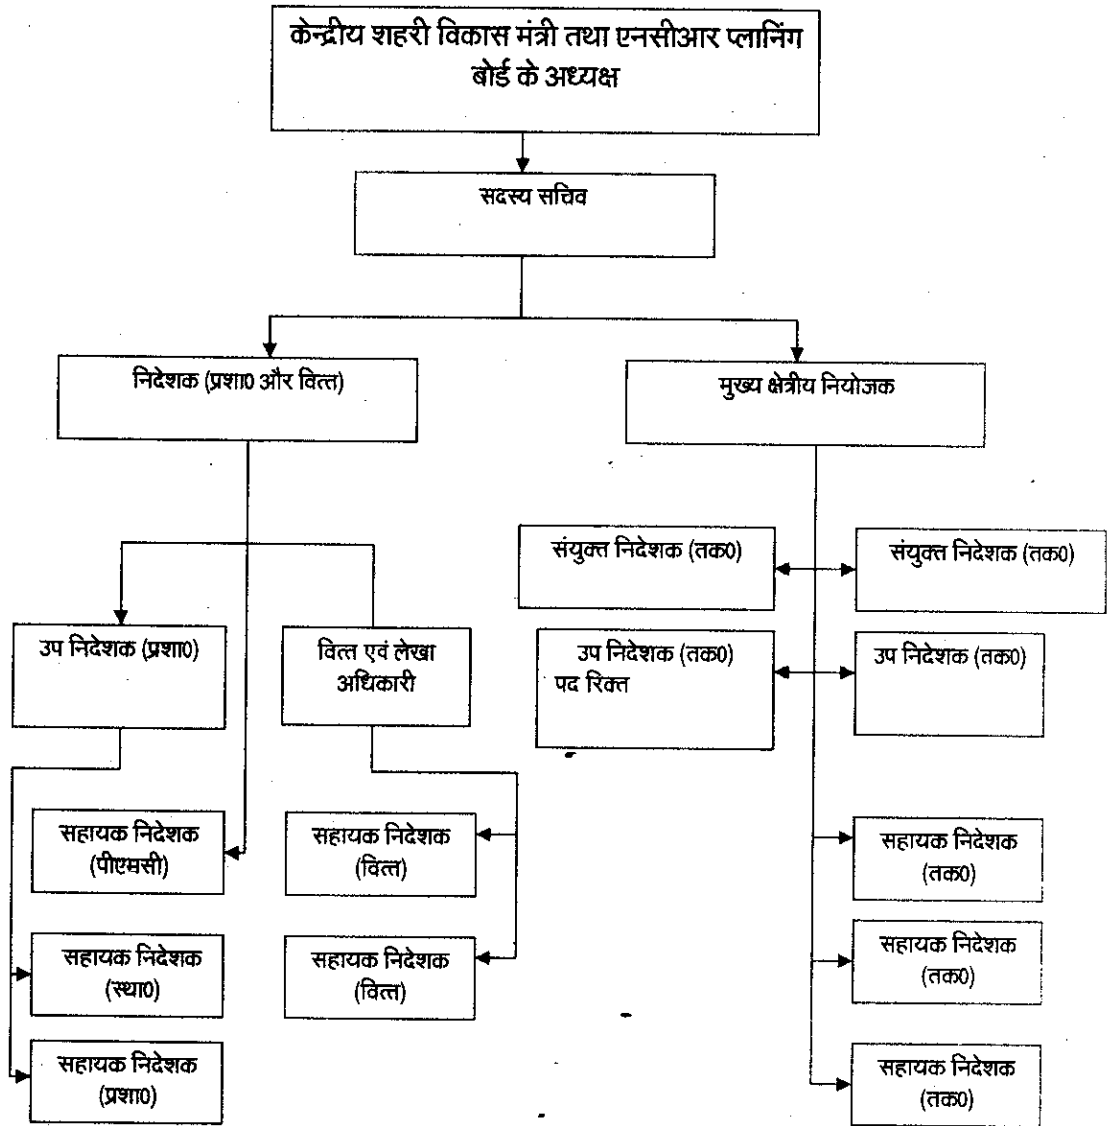 केन्द्रीय शहरी विकास मंत्री तथा एनसीआर प्लानिंग
बोर्ड के अध्यक्ष
सदस्य सचिव
निदेशक (प्रशा0 और वित्त)
मुख्य क्षेत्रीय नियोजक
संयुक्त निदेशक (तक0)
संयुक्त निदेशक (तक0)
उप निदेशक (प्रशा0)
वित्त एवं लेखा
अधिकारी
उप निदेशक (तक0)
पद रिक्त
उप निदेशक (तक0)
सहायक निदेशक
(पीएमसी)
सहायक निदेशक
(वित्त)
सहायक निदेशक
(तक0)
सहायक निदेशक
(स्था0)
सहायक निदेशक
(वित्त)
सहायक निदेशक
(तक0)
सहायक निदेशक
(प्रशा0)
सहायक निदेशक
(तक0)